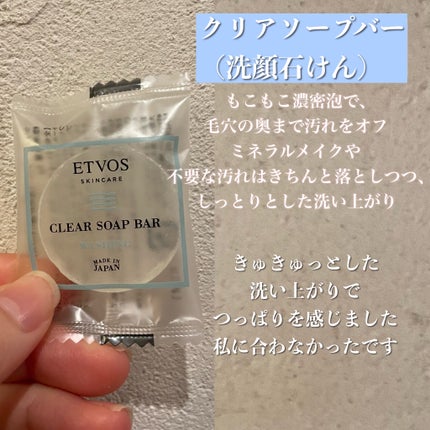 クリアソープバー
（洗顔石けん）
もこもこ濃密泡で、
毛穴の奥まで汚れをオフ
ミネラルメイクや
不要な汚れはきちんと落としつつ、
しっとりとした洗い上がり
きゅきゅっとした
洗い上がりで
つっぱりを感じました
私に合わなかったです
ETVOS
SKINCARE
CLEAR SOAP BAR
WASHING
MADE IN
JAPAN